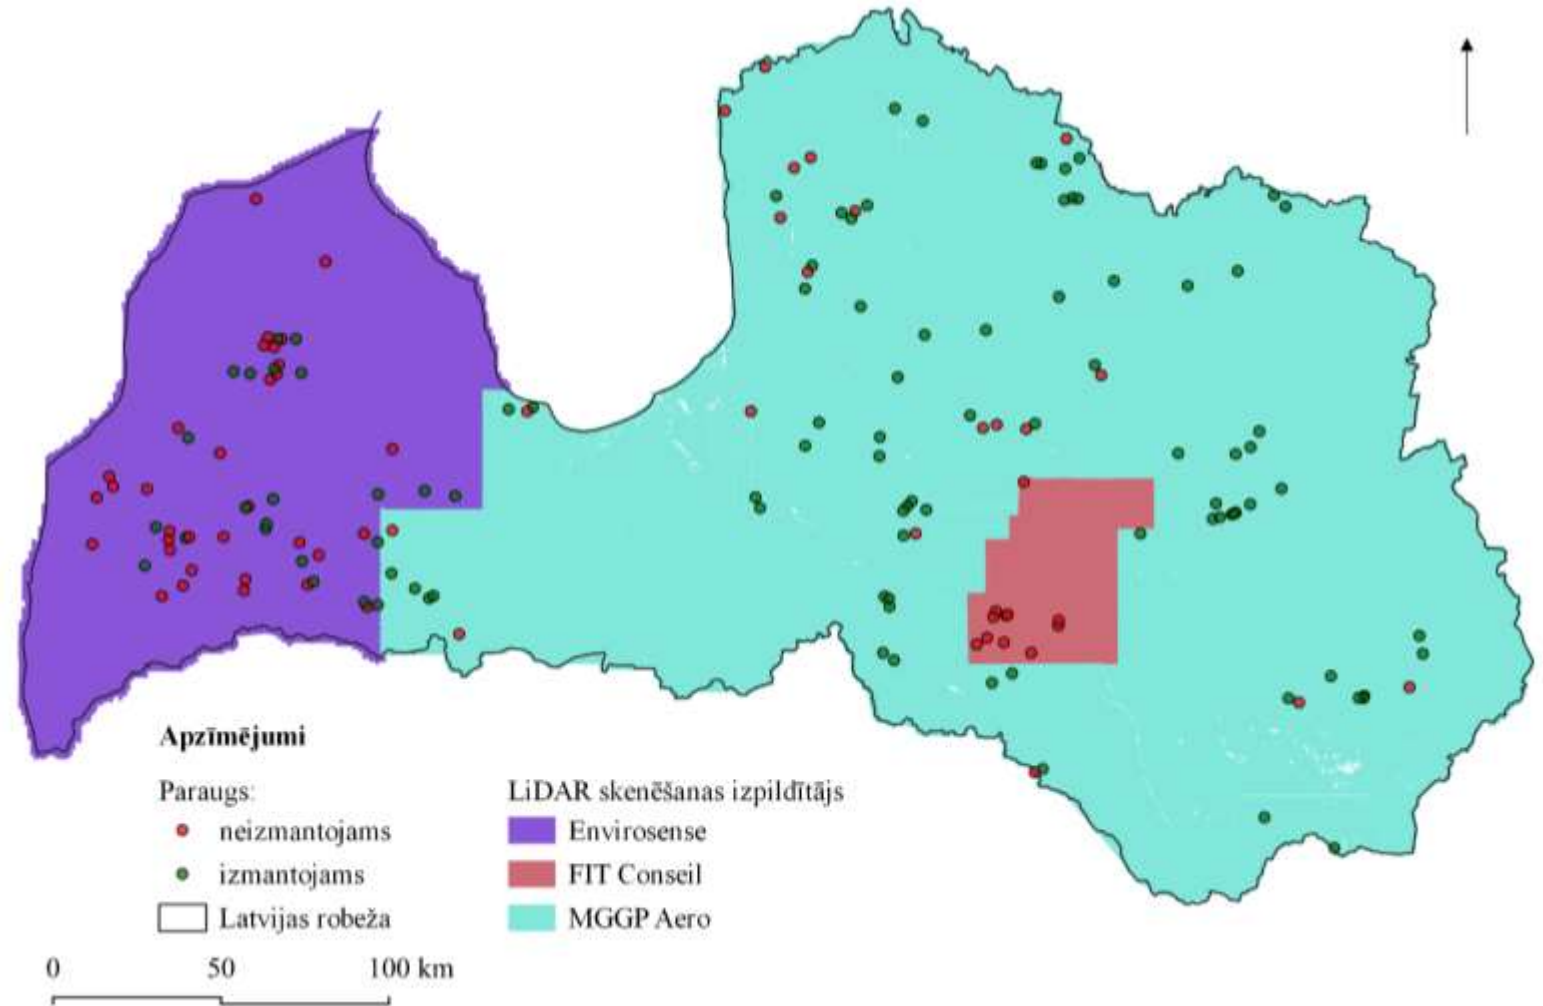 Apzīmējumi
Paraugs:
neizmantojams
izmantojams
Latvijas robeža
LiDAR skenēšanas izpildītājs
Envirosense
FIT Conseil
MGGP Aero
0 50 100 km